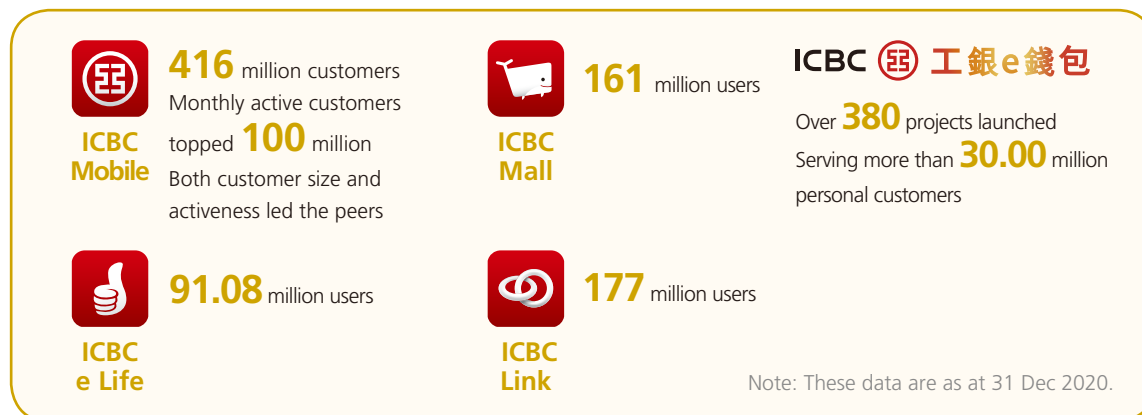 416 million customers
Monthly active customers
topped 100 million
Both customer size and
activeness led the peers
ICBC
Mobile
161 million users
ICBC
Mall
ICBC 工銀e錢包
Over 380 projects launched
Serving more than 30.00 million
personal customers
91.08 million users
ICBC
e Life
177 million users
ICBC
Link
Note: These data are as at 31 Dec 2020.